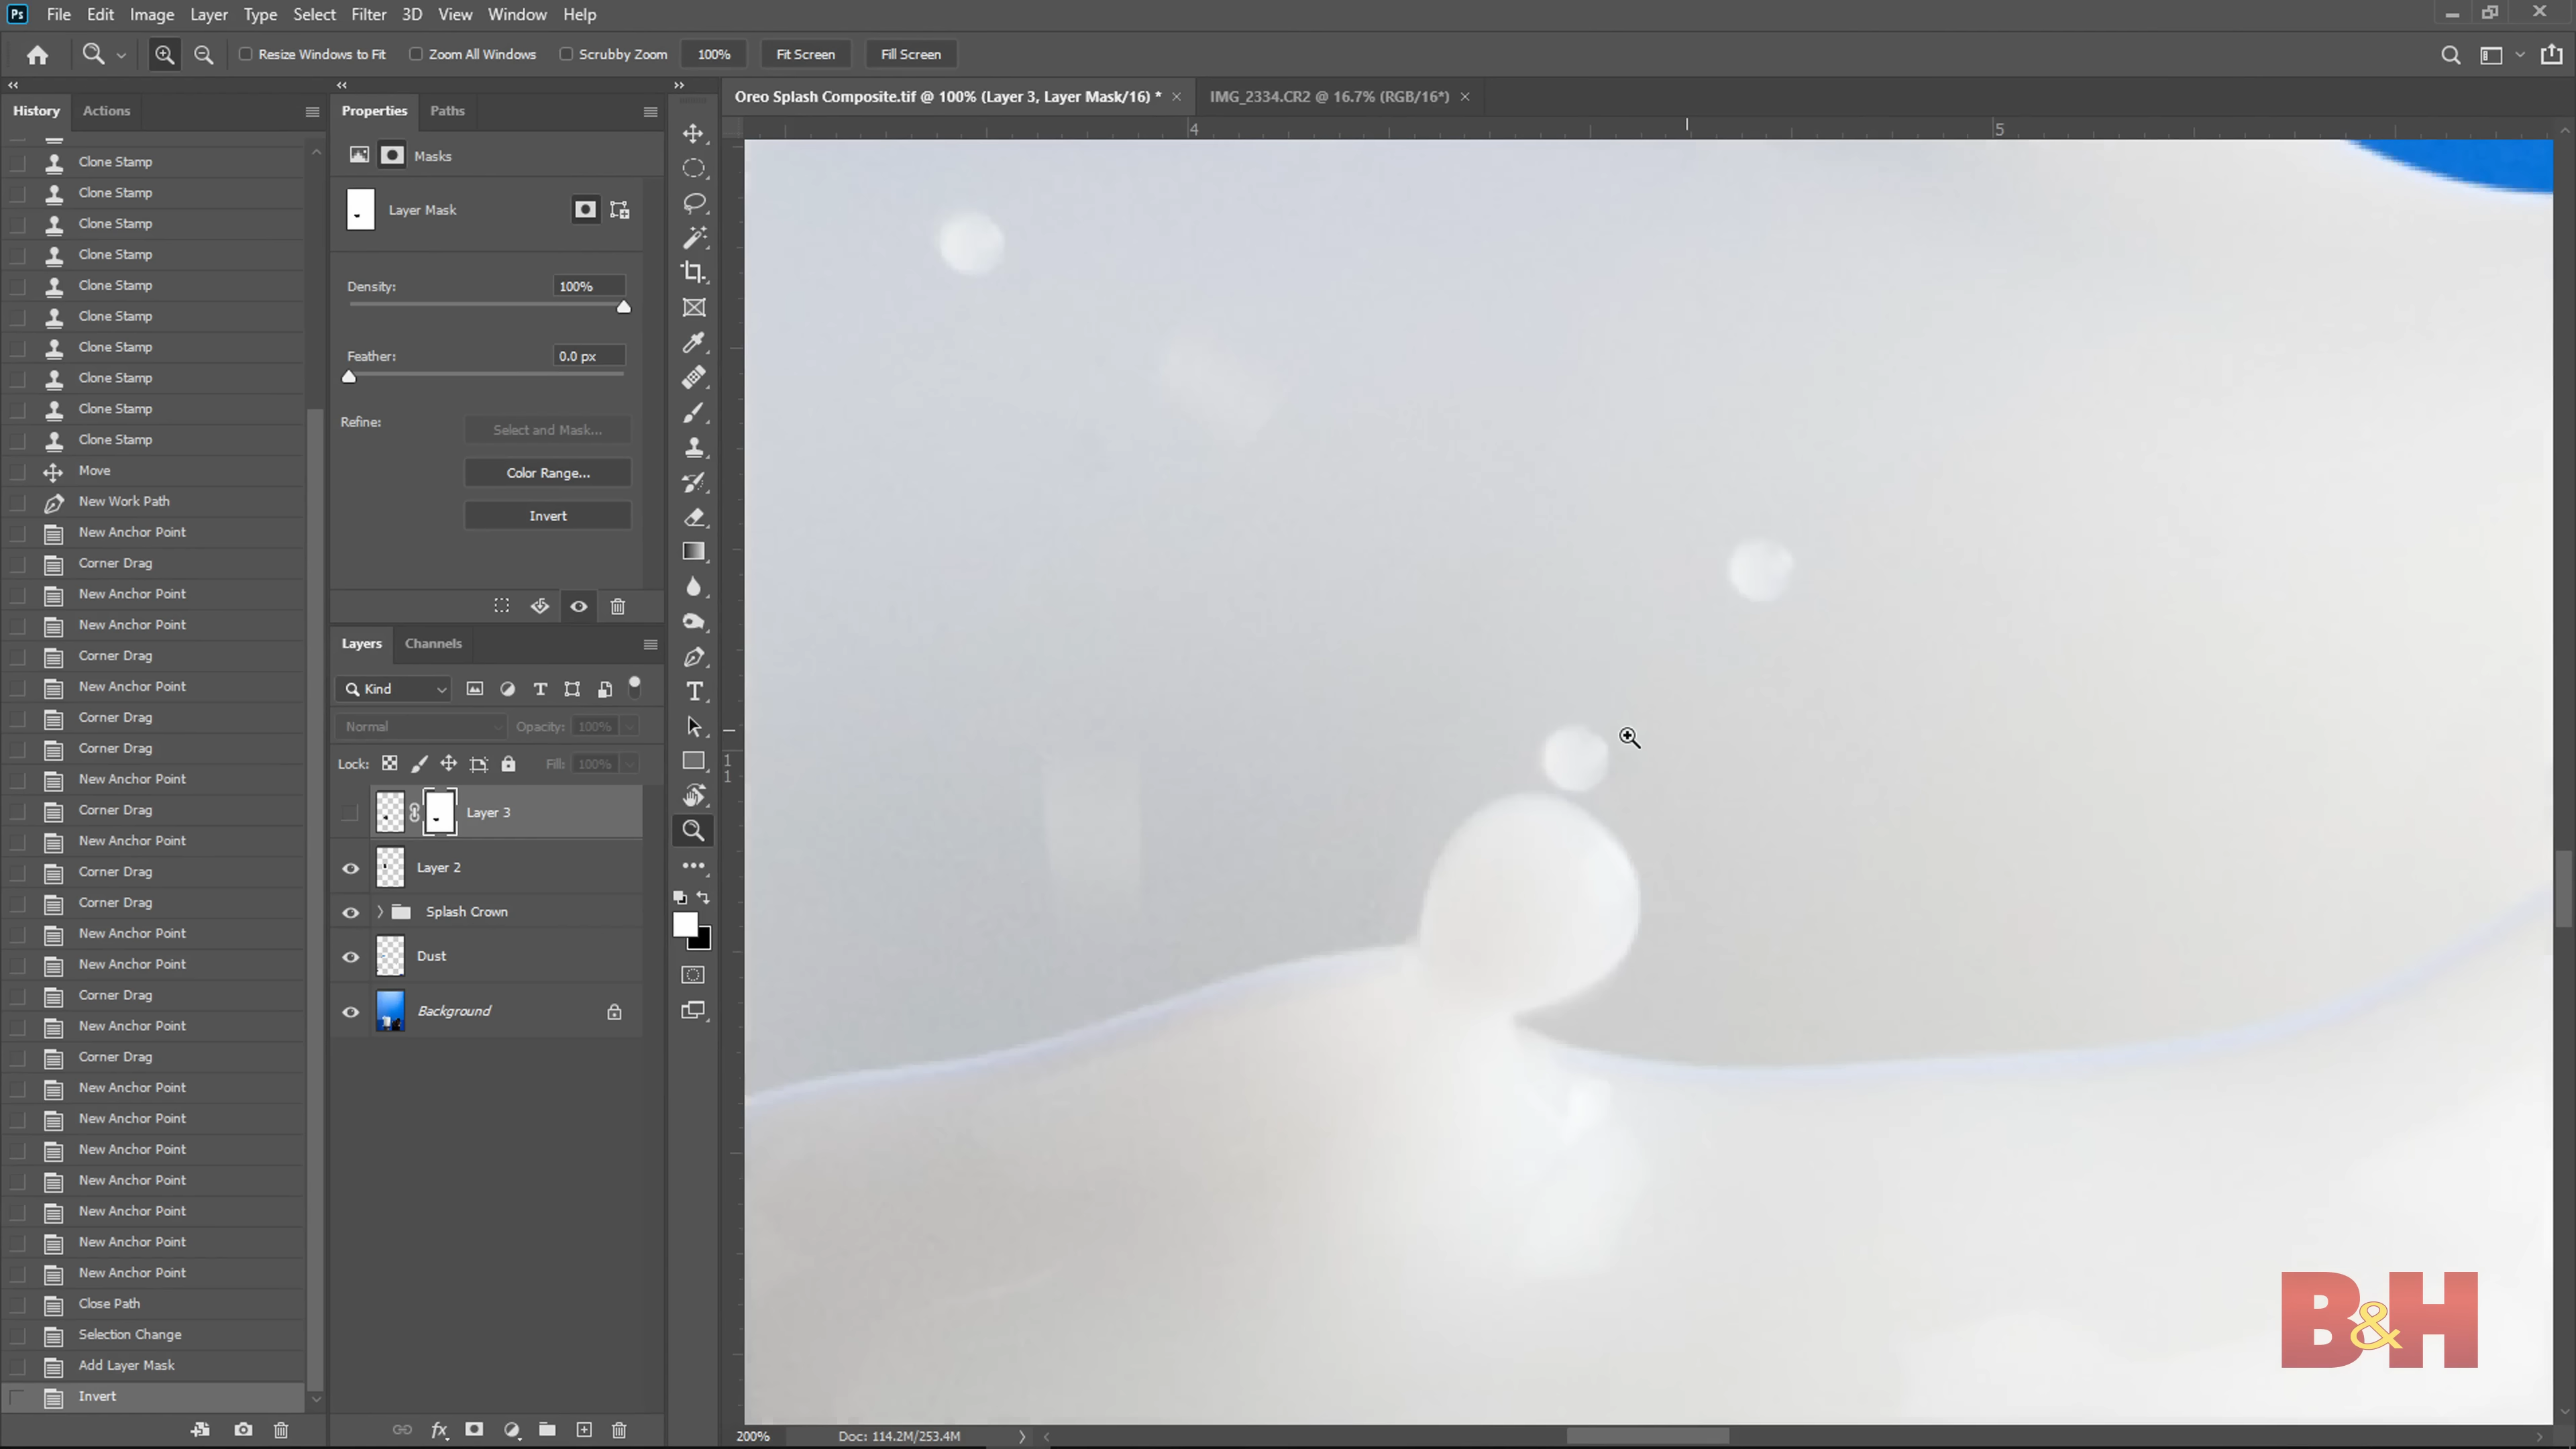 Ps File Edit Image Layer Type Select Filter 3D View Window Help
Resize Windows to Fit Zoom All Windows Scrubby Zoom 100% Fit Screen Fill Screen
History Actions
Clone Stamp
Clone Stamp
Clone Stamp
Clone Stamp
Clone Stamp
Clone Stamp
Clone Stamp
Clone Stamp
Clone Stamp
Clone Stamp
Move
New Work Path
New Anchor Point
Corner Drag
New Anchor Point
New Anchor Point
Corner Drag
New Anchor Point
Corner Drag
Corner Drag
New Anchor Point
Corner Drag
New Anchor Point
Corner Drag
Corner Drag
New Anchor Point
New Anchor Point
Corner Drag
New Anchor Point
Corner Drag
New Anchor Point
New Anchor Point
New Anchor Point
New Anchor Point
New Anchor Point
New Anchor Point
New Anchor Point
Close Path
Selection Change
Add Layer Mask
Invert
Properties Paths
Masks
Layer Mask
Density: 100%
Feather: 0.0 px
Refine: Select and Mask...
Color Range...
Invert
Layers Channels
Kind
Normal Opacity: 100%
Lock: Fill: 100%
Layer 3
Layer 2
Splash Crown
Dust
Background
fx
Oreo Splash Composite.tif @ 100% (Layer 3, Layer Mask/16) * IMG_2334.CR2 @ 16.7% (RGB/16*)
4 5
1
1
B&H
200% Doc: 114.2M/253.4M